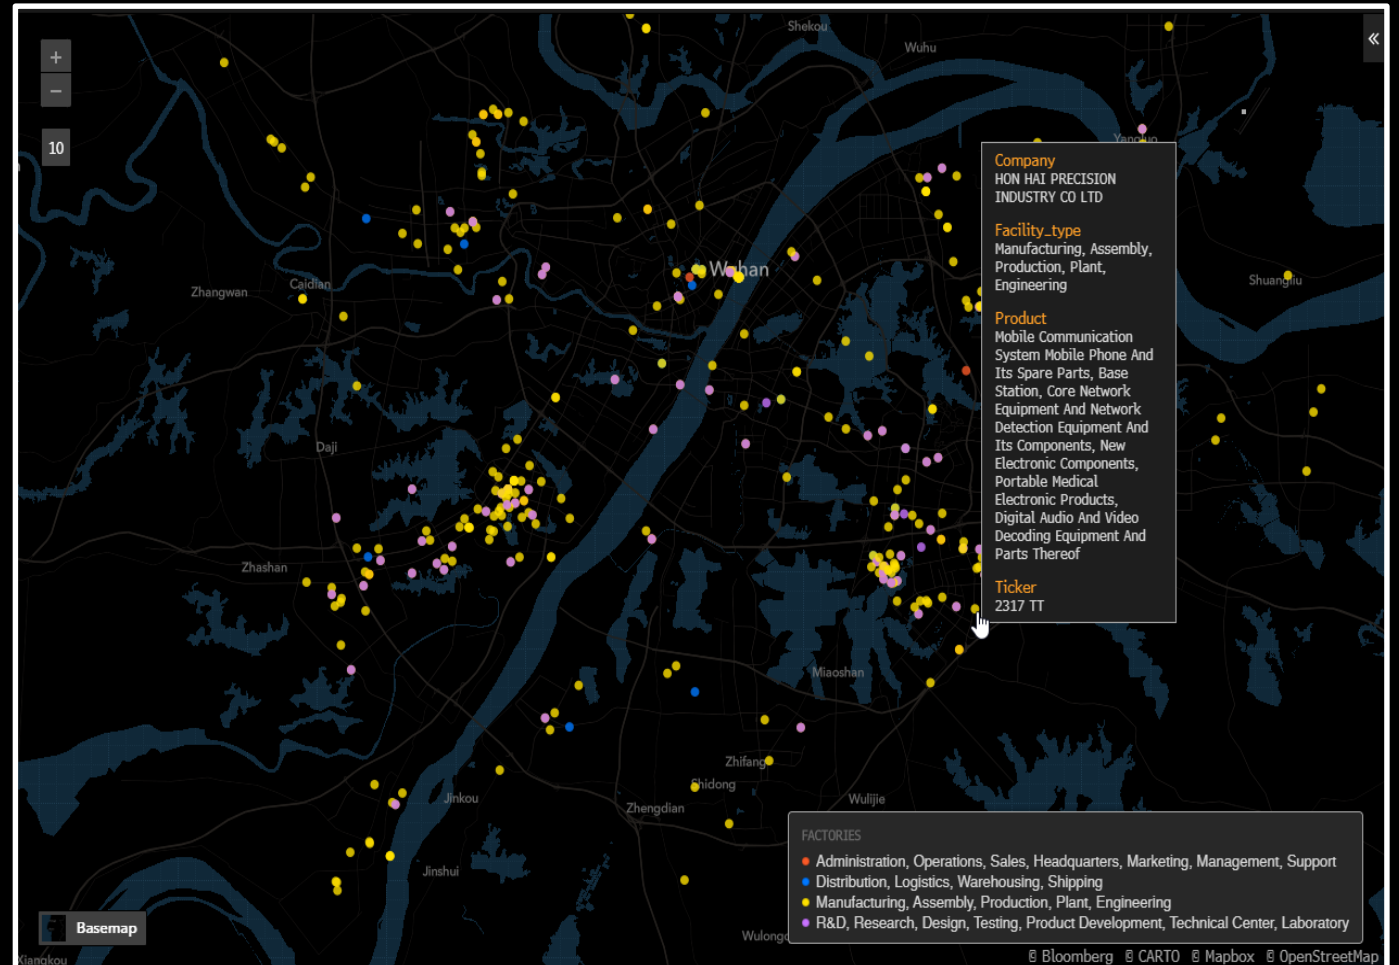 Shekou
Wuhu
+
−
10
«
Yangluo
Company
HON HAI PRECISION
INDUSTRY CO LTD
Facility_type
Manufacturing, Assembly,
Production, Plant,
Engineering
Product
Mobile Communication
System Mobile Phone And
Its Spare Parts, Base
Station, Core Network
Equipment And Network
Detection Equipment And
Its Components, New
Electronic Components,
Portable Medical
Electronic Products,
Digital Audio And Video
Decoding Equipment And
Parts Thereof
Ticker
2317 TT
Wuhan
Zhangwan
Caidian
Shuangliu
Daji
Zhashan
Miaoshan
Zhifang
Shidong
Zhengdian
Wulijie
Jinkou
Jinshui
Wulong
Xiangkou
Basemap
FACTORIES
Administration, Operations, Sales, Headquarters, Marketing, Management, Support
Distribution, Logistics, Warehousing, Shipping
Manufacturing, Assembly, Production, Plant, Engineering
R&D, Research, Design, Testing, Product Development, Technical Center, Laboratory
Bloomberg CARTO Mapbox OpenStreetMap